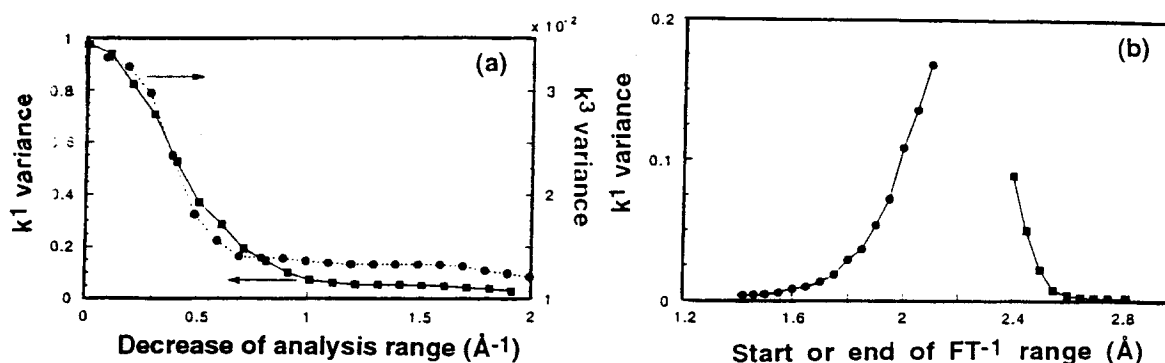 x 10⁻²
(a)
k¹ variance
1
0.8
0.4
0.2
0
3
2
1
k³ variance
0 0.5 1 1.5 2
Decrease of analysis range (Å⁻¹)
(b)
k¹ variance
0.2
0.1
0
1.2 1.6 2 2.4 2.8
Start or end of FT⁻¹ range (Å)